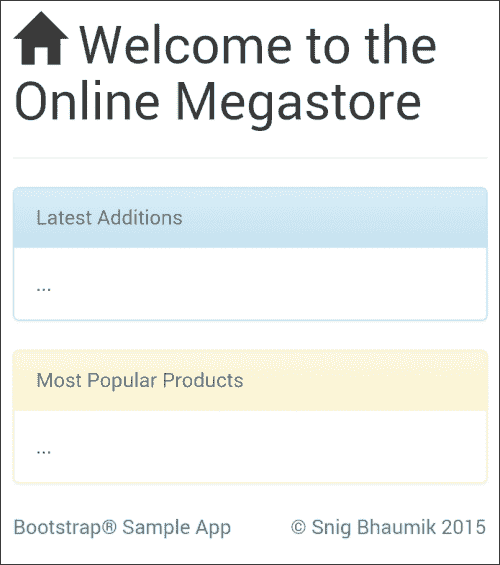 Welcome to the
Online Megastore
Latest Additions
...
Most Popular Products
...
Bootstrap® Sample App
© Snig Bhaumik 2015